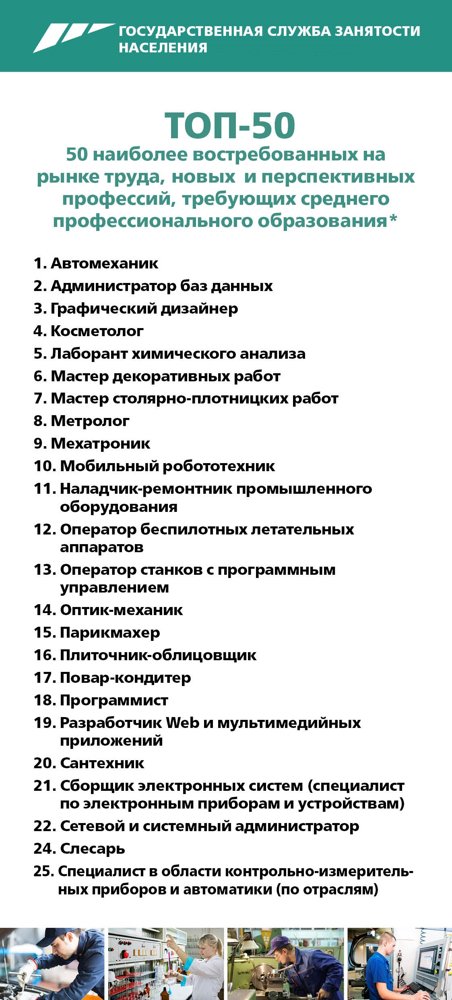 ГОСУДАРСТВЕННАЯ СЛУЖБА ЗАНЯТОСТИ
НАСЕЛЕНИЯ
ТОП-50
50 наиболее востребованных на
рынке труда, новых и перспективных
профессий, требующих среднего
профессионального образования*
1. Автомеханик
2. Администратор баз данных
3. Графический дизайнер
4. Косметолог
5. Лаборант химического анализа
6. Мастер декоративных работ
7. Мастер столярно-плотницких работ
8. Метролог
9. Мехатроник
10. Мобильный робототехник
11. Наладчик-ремонтник промышленного
оборудования
12. Оператор беспилотных летательных
аппаратов
13. Оператор станков с программным
управлением
14. Оптик-механик
15. Парикмахер
16. Плиточник-облицовщик
17. Повар-кондитер
18. Программист
19. Разработчик Web и мультимедийных
приложений
20. Сантехник
21. Сборщик электронных систем (специалист
по электронным приборам и устройствам)
22. Сетевой и системный администратор
24. Слесарь
25. Специалист в области контрольно-измеритель-
ных приборов и автоматики (по отраслям)